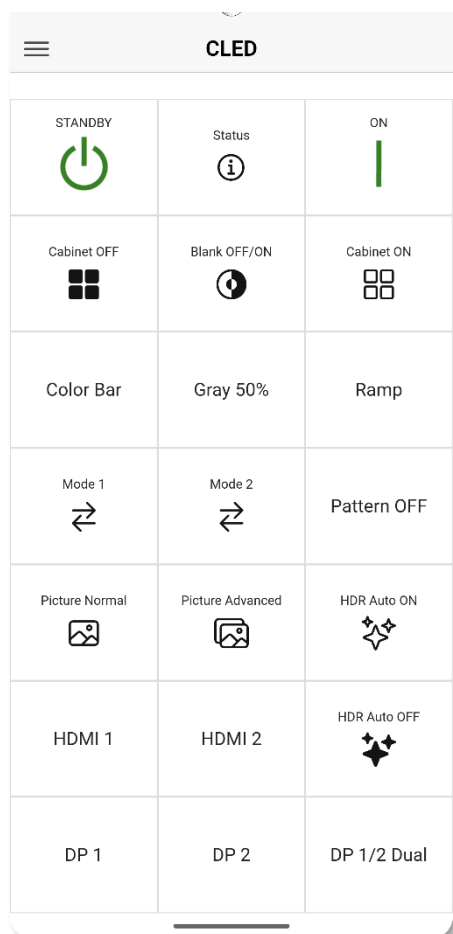 CLED
STANDBY
Status
ON
Cabinet OFF
Blank OFF/ON
Cabinet ON
Color Bar
Gray 50%
Ramp
Mode 1
Mode 2
Pattern OFF
Picture Normal
Picture Advanced
HDR Auto ON
HDMI 1
HDMI 2
HDR Auto OFF
DP 1
DP 2
DP 1/2 Dual